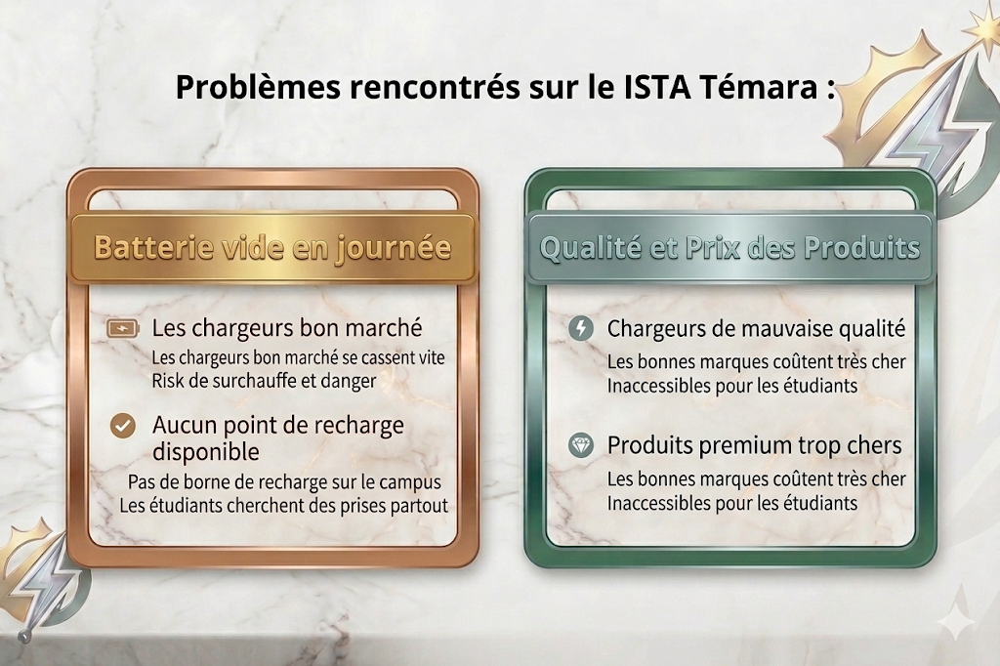 Problèmes rencontrés sur le ISTA Témara :
Batterie vide en journée
Les chargeurs bon marché
Les chargeurs bon marché se cassent vite
Risk de surchauffe et danger
Aucun point de recharge
disponible
Pas de borne de recharge sur le campus
Les étudiants cherchent des prises partout
Qualité et Prix des Produits
Chargeurs de mauvaise qualité
Les bonnes marques coûtent très cher
Inaccessibles pour les étudiants
Produits premium trop chers
Les bonnes marques coûtent très cher
Inaccessibles pour les étudiants